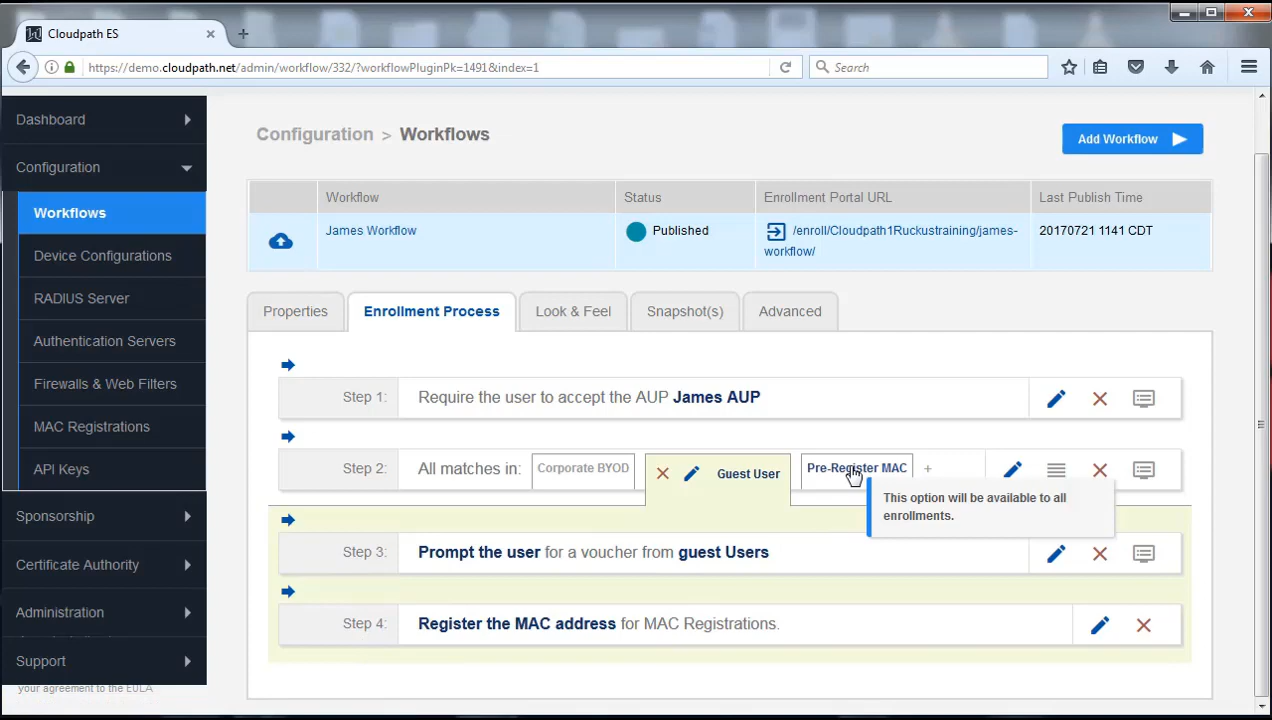 Cloudpath ES
https://demo.cloudpath.net/admin/workflow/332/?workflowPluginPk=1491&index=1
Search
Dashboard
Configuration
Workflows
Device Configurations
RADIUS Server
Authentication Servers
Firewalls & Web Filters
MAC Registrations
API Keys
Sponsorship
Certificate Authority
Administration
Support
your agreement to the EULA
Configuration > Workflows
Add Workflow
Workflow Status Enrollment Portal URL Last Publish Time
James Workflow Published /enroll/Cloudpath1Ruckustraining/james- 20170721 1141 CDT
workflow/
Properties Enrollment Process Look & Feel Snapshot(s) Advanced
Step 1: Require the user to accept the AUP James AUP
Step 2: All matches in: Corporate BYOD Guest User Pre-Register MAC +
This option will be available to all
enrollments.
Step 3: Prompt the user for a voucher from guest Users
Step 4: Register the MAC address for MAC Registrations.